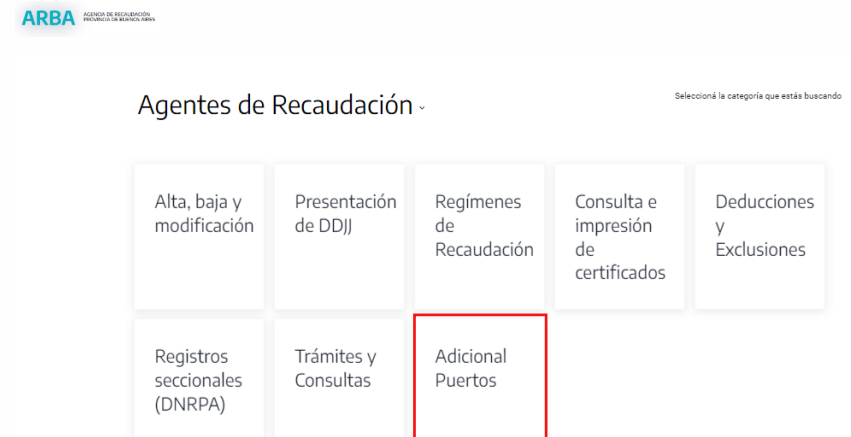 ARBA
AGENCIA DE RECAUDACIÓN
PROVINCIA DE BUENOS AIRES
Agentes de Recaudación
Seleccioná la categoría que estás buscando
Alta, baja y
modificación
Presentación
de DDJJ
Regímenes
de
Recaudación
Consulta e
impresión
de
certificados
Deducciones
y
Exclusiones
Registros
seccionales
(DNRPA)
Trámites y
Consultas
Adicional
Puertos